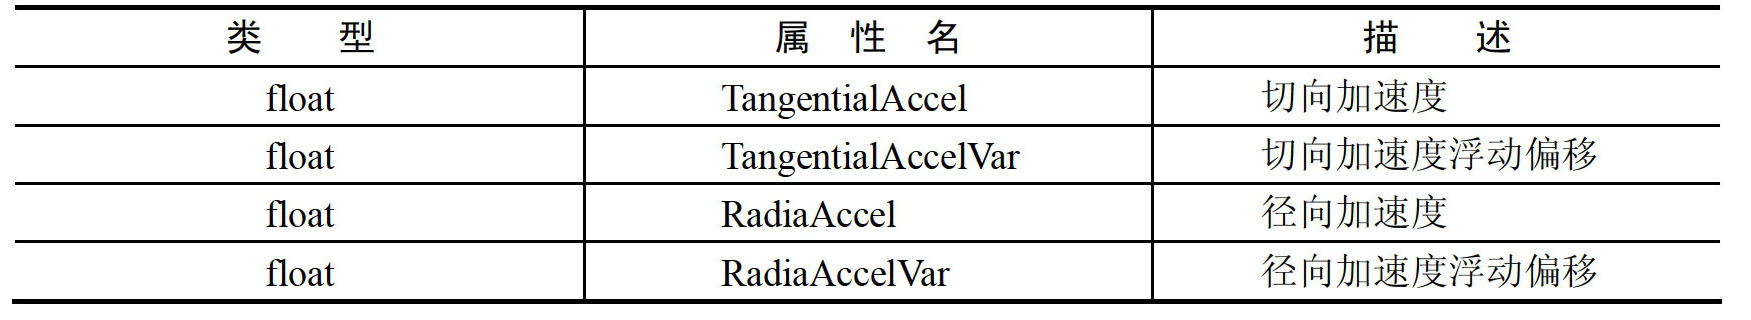 类 型 属 性 名 描 述
float TangentialAccel 切向加速度
float TangentialAccelVar 切向加速度浮动偏移
float RadiaAccel 径向加速度
float RadiaAccelVar 径向加速度浮动偏移